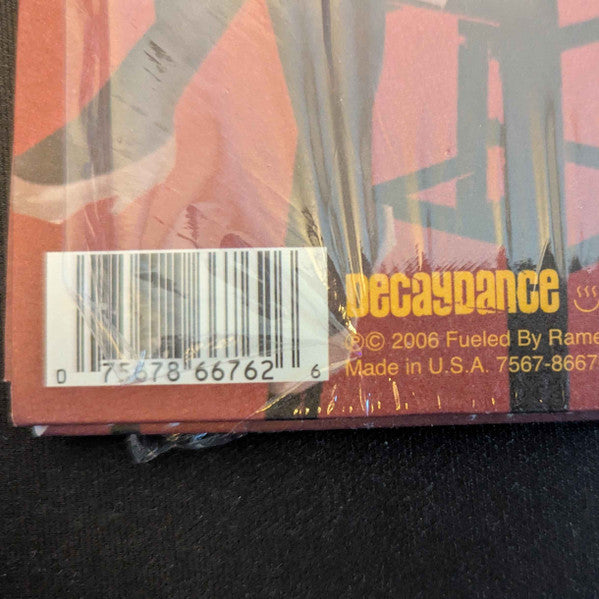 0 75678 66762 6
Decaydance
℗© 2006 Fueled By Rame
Made in U.S.A. 7567-8667